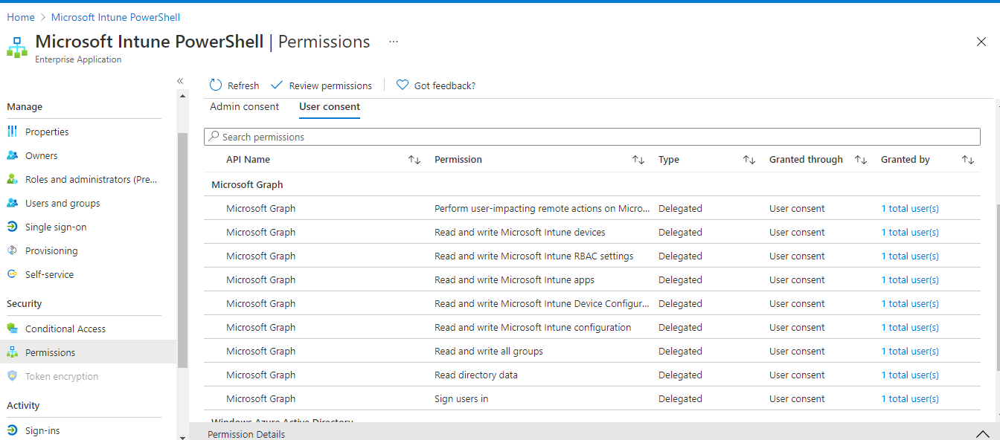 Home > Microsoft Intune PowerShell
Microsoft Intune PowerShell | Permissions ...
Enterprise Application
Manage
Properties
Owners
Roles and administrators (Pre...
Users and groups
Single sign-on
Provisioning
Self-service
Security
Conditional Access
Permissions
Token encryption
Activity
Sign-ins
Refresh Review permissions Got feedback?
Admin consent User consent
Search permissions
API Name Permission Type Granted through Granted by
Microsoft Graph
Microsoft Graph Perform user-impacting remote actions on Micro... Delegated User consent 1 total user(s)
Microsoft Graph Read and write Microsoft Intune devices Delegated User consent 1 total user(s)
Microsoft Graph Read and write Microsoft Intune RBAC settings Delegated User consent 1 total user(s)
Microsoft Graph Read and write Microsoft Intune apps Delegated User consent 1 total user(s)
Microsoft Graph Read and write Microsoft Intune Device Configur... Delegated User consent 1 total user(s)
Microsoft Graph Read and write Microsoft Intune configuration Delegated User consent 1 total user(s)
Microsoft Graph Read and write all groups Delegated User consent 1 total user(s)
Microsoft Graph Read directory data Delegated User consent 1 total user(s)
Microsoft Graph Sign users in Delegated User consent 1 total user(s)
Windows Azure Active Directory
Permission Details